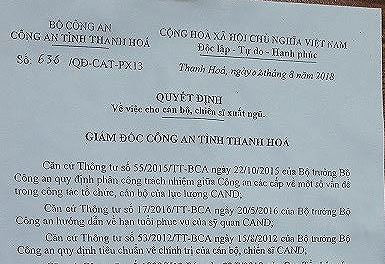 BỘ CÔNG AN
CÔNG AN TỈNH THANH HOÁ
CỘNG HOÀ XÃ HỘI CHỦ NGHĨA VIỆT NAM
Độc lập - Tự do - Hạnh phúc
Số: 636 /QĐ-CAT-PX13
Thanh Hoá, ngày 02 tháng 3 năm 2018
QUYẾT ĐỊNH
Về việc cho cán bộ, chiến sĩ xuất ngũ.
GIÁM ĐỐC CÔNG AN TỈNH THANH HOÁ
Căn cứ Thông tư số 55/2015/TT-BCA ngày 22/10/2015 của Bộ trưởng Bộ
Công an quy định phân công trách nhiệm giữa Công an các cấp về một số vấn đề
trong công tác tổ chức, cán bộ của lực lượng CAND;
Căn cứ Thông tư số 17/2016/TT-BCA ngày 20/5/2016 của Bộ trưởng Bộ
Công an hướng dẫn về hạn tuổi phục vụ của sỹ quan CAND;
Căn cứ Thông tư số 53/2012/TT-BCA ngày 15/8/2012 của Bộ trưởng Bộ
Công an quy định tiêu chuẩn về chính trị của cán bộ, chiến sĩ CAND;